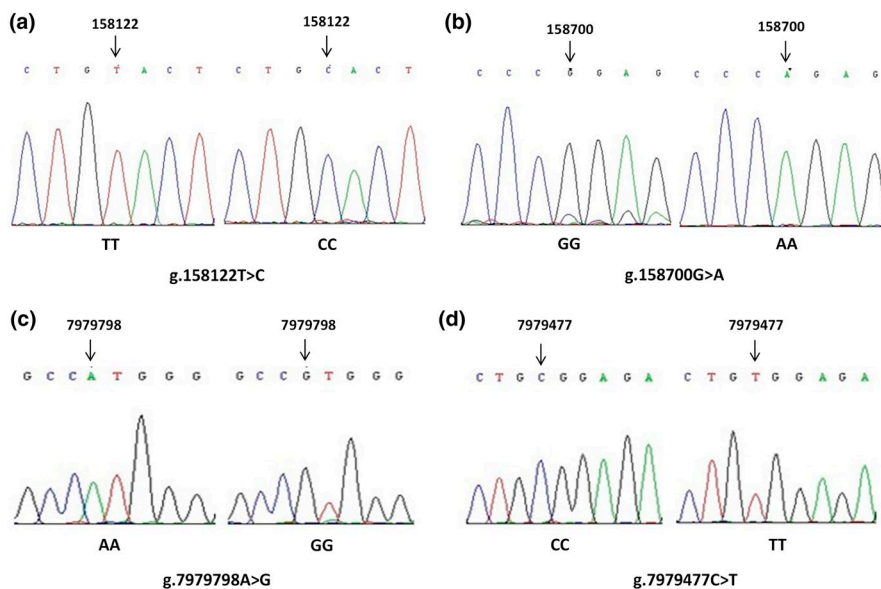 (a)
158122 158122
C T G T A C T C T G C A C T
TT CC
g.158122T>C
(b)
158700 158700
C C C G G A G C C C A G A G
GG AA
g.158700G>A
(c)
7979798 7979798
G C C A T G G G G C C G T G G G
AA GG
g.7979798A>G
(d)
7979477 7979477
C T G C G G A G A C T G T G G A G A
CC TT
g.7979477C>T